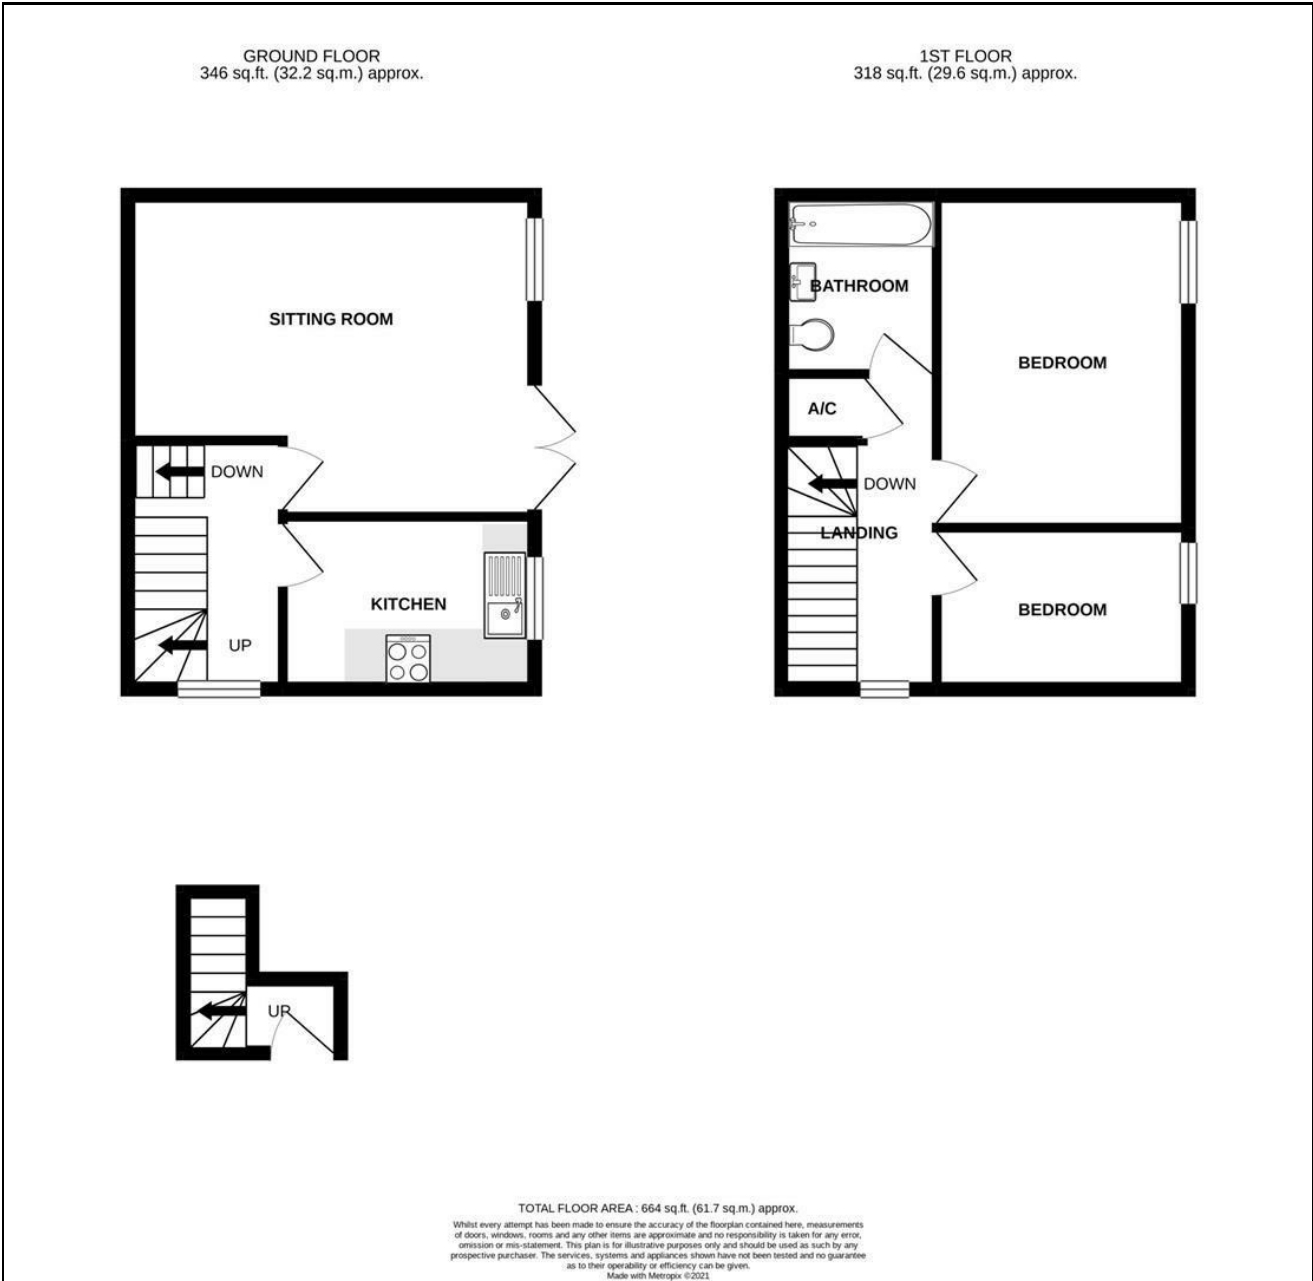 GROUND FLOOR
346 sq.ft. (32.2 sq.m.) approx.
1ST FLOOR
318 sq.ft. (29.6 sq.m.) approx.
SITTING ROOM
DOWN
UP
KITCHEN
BATHROOM
A/C
BEDROOM
DOWN
LANDING
BEDROOM
UP
TOTAL FLOOR AREA : 664 sq.ft. (61.7 sq.m.) approx.
Whilst every attempt has been made to ensure the accuracy of the floorplan contained here, measurements
of doors, windows, rooms and any other items are approximate and no responsibility is taken for any error,
omission or mis-statement. This plan is for illustrative purposes only and should be used as such by any
prospective purchaser. The services, systems and appliances shown have not been tested and no guarantee
as to their operability or efficiency can be given.
Made with Metropix ©2021